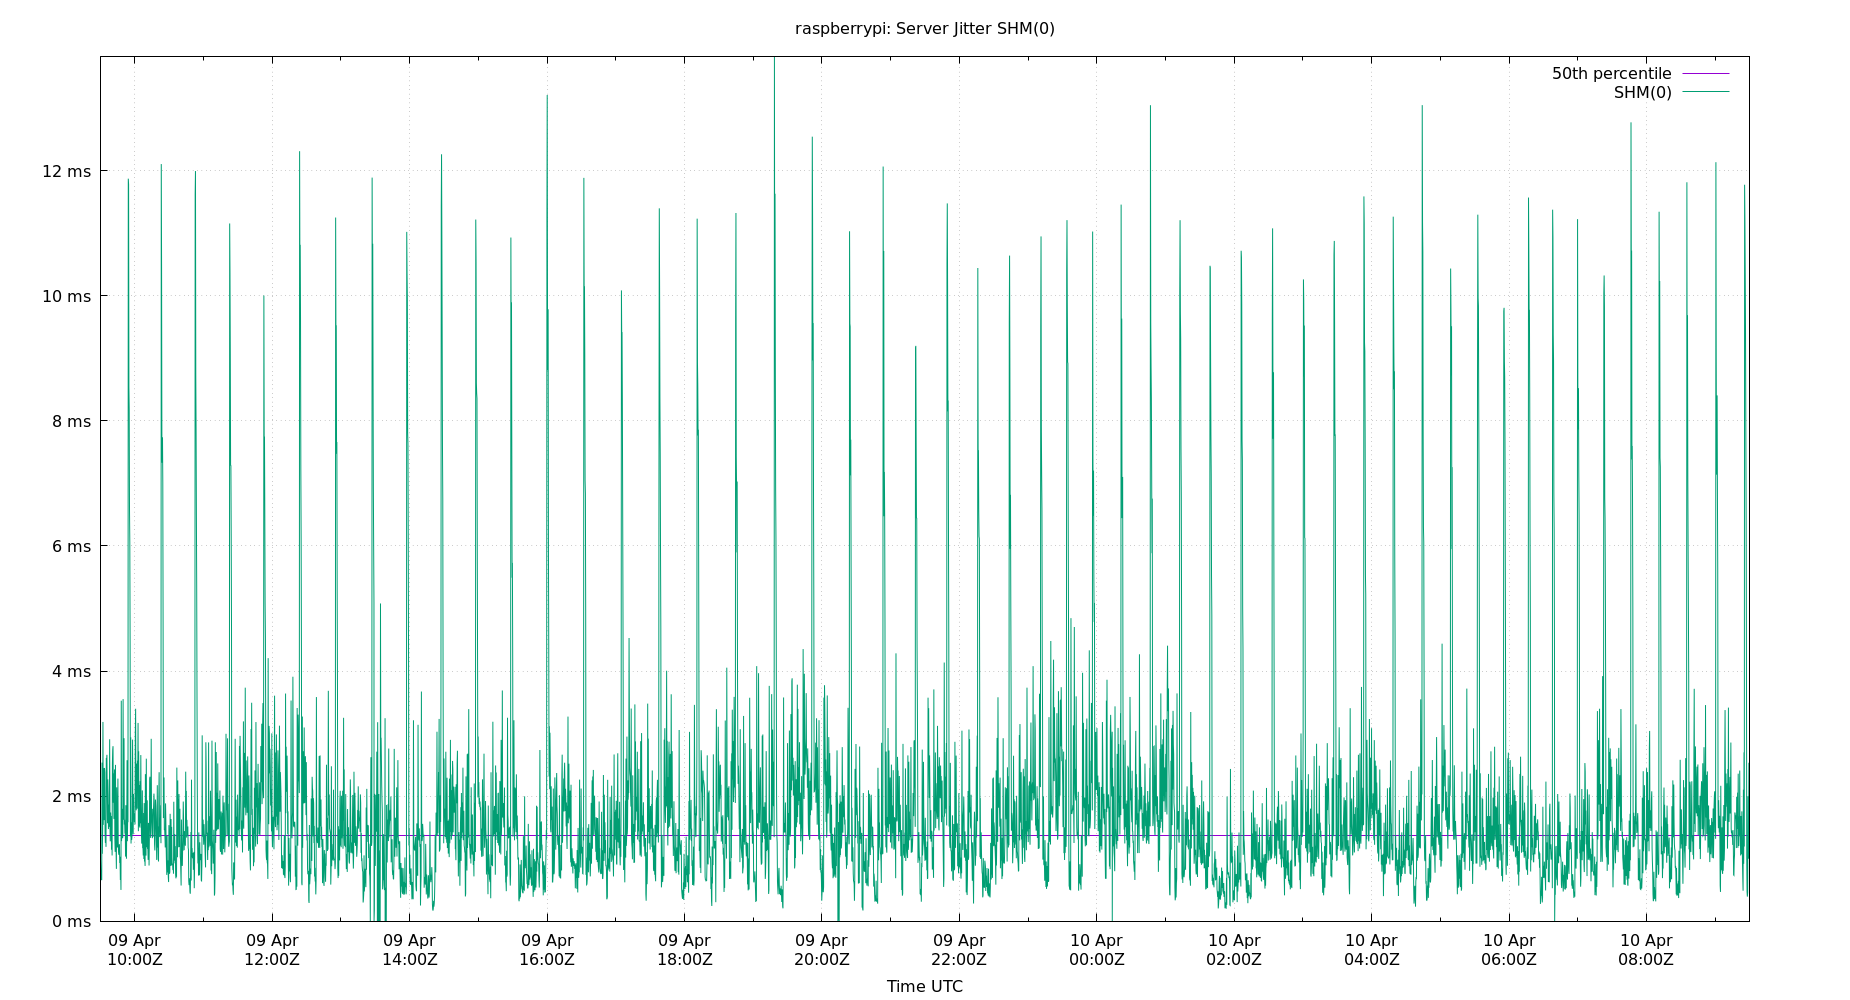 raspberrypi: Server Jitter SHM(0)
50th percentile
SHM(0)
12 ms
10 ms
8 ms
6 ms
4 ms
2 ms
0 ms
09 Apr 09 Apr 09 Apr 09 Apr 09 Apr 09 Apr 09 Apr 10 Apr 10 Apr 10 Apr 10 Apr 10 Apr
10:00Z 12:00Z 14:00Z 16:00Z 18:00Z 20:00Z 22:00Z 00:00Z 02:00Z 04:00Z 06:00Z 08:00Z
Time UTC